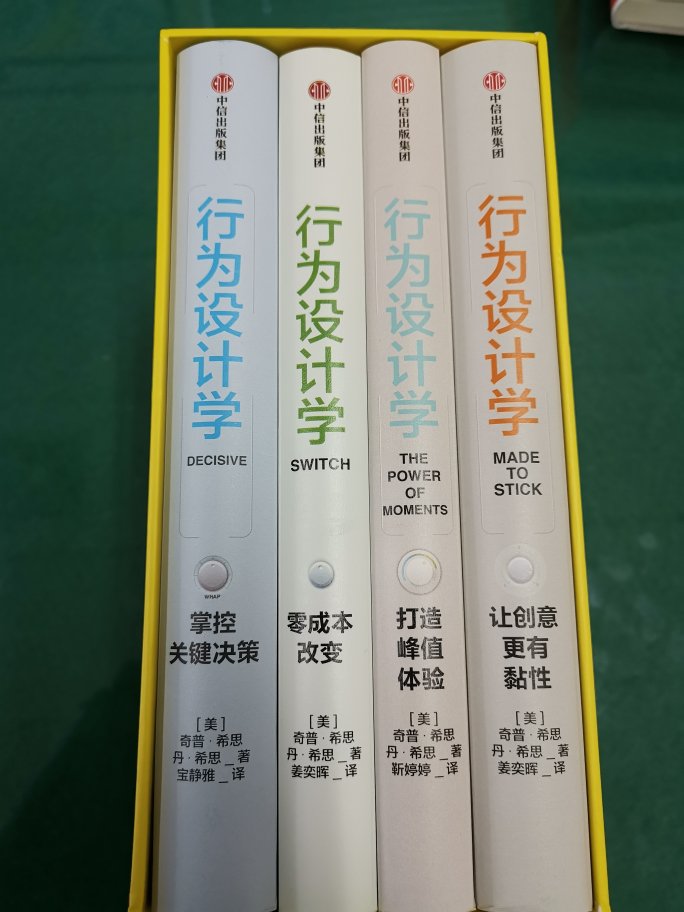 中信出版集团
行为设计学
DECISIVE
WRAP
掌控
关键决策
[美]
奇普·希思
丹·希思_著
宝静雅_译
中信出版集团
行为设计学
SWITCH
零成本
改变
[美]
奇普·希思
丹·希思_著
姜奕晖_译
中信出版集团
行为设计学
THE
POWER
OF
MOMENTS
打造
峰值
体验
[美]
奇普·希思
丹·希思_著
靳婷婷_译
中信出版集团
行为设计学
MADE
TO
STICK
让创意
更有
黏性
[美]
奇普·希思
丹·希思_著
姜奕晖_译